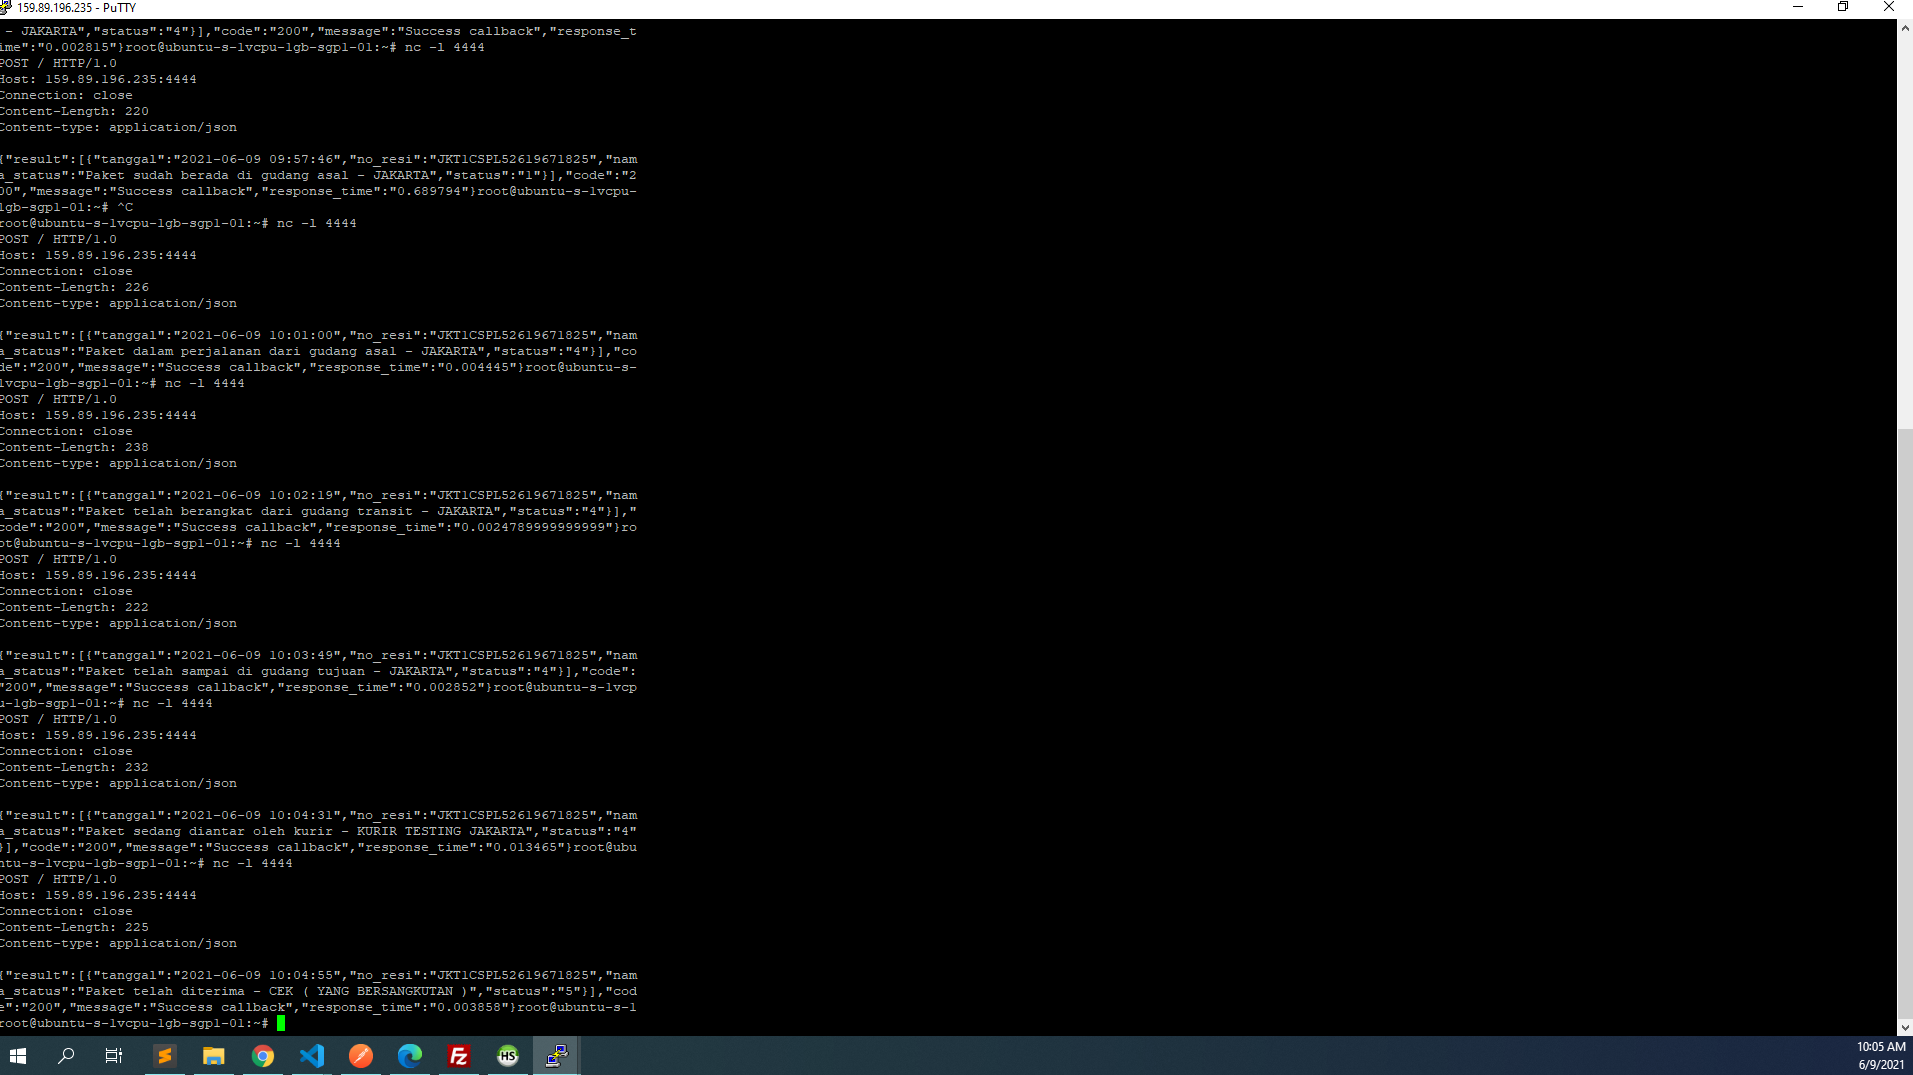 159.89.196.235 - PuTTY
- JAKARTA","status":"4"}],"code":"200","message":"Success callback","response_t
ime":"0.002815"}root@ubuntu-s-1vcpu-1gb-sgp1-01:~# nc -l 4444
POST / HTTP/1.0
Host: 159.89.196.235:4444
Connection: close
Content-Length: 220
Content-type: application/json
{"result":[{"tanggal":"2021-06-09 09:57:46","no_resi":"JKT1CSPL52619671825","nam
a_status":"Paket sudah berada di gudang asal - JAKARTA","status":"1"}],"code":"2
00","message":"Success callback","response_time":"0.689794"}root@ubuntu-s-1vcpu-
1gb-sgp1-01:~# ^C
root@ubuntu-s-1vcpu-1gb-sgp1-01:~# nc -l 4444
POST / HTTP/1.0
Host: 159.89.196.235:4444
Connection: close
Content-Length: 226
Content-type: application/json
{"result":[{"tanggal":"2021-06-09 10:01:00","no_resi":"JKT1CSPL52619671825","nam
a_status":"Paket dalam perjalanan dari gudang asal - JAKARTA","status":"4"}],"co
de":"200","message":"Success callback","response_time":"0.004445"}root@ubuntu-s-
1vcpu-1gb-sgp1-01:~# nc -l 4444
POST / HTTP/1.0
Host: 159.89.196.235:4444
Connection: close
Content-Length: 238
Content-type: application/json
{"result":[{"tanggal":"2021-06-09 10:02:19","no_resi":"JKT1CSPL52619671825","nam
a_status":"Paket telah berangkat dari gudang transit - JAKARTA","status":"4"}],"
code":"200","message":"Success callback","response_time":"0.0024789999999999"}ro
ot@ubuntu-s-1vcpu-1gb-sgp1-01:~# nc -l 4444
POST / HTTP/1.0
Host: 159.89.196.235:4444
Connection: close
Content-Length: 222
Content-type: application/json
{"result":[{"tanggal":"2021-06-09 10:03:49","no_resi":"JKT1CSPL52619671825","nam
a_status":"Paket telah sampai di gudang tujuan - JAKARTA","status":"4"}],"code":
"200","message":"Success callback","response_time":"0.002852"}root@ubuntu-s-1vcp
u-1gb-sgp1-01:~# nc -l 4444
POST / HTTP/1.0
Host: 159.89.196.235:4444
Connection: close
Content-Length: 232
Content-type: application/json
{"result":[{"tanggal":"2021-06-09 10:04:31","no_resi":"JKT1CSPL52619671825","nam
a_status":"Paket sedang diantar oleh kurir - KURIR TESTING JAKARTA","status":"4"
}],"code":"200","message":"Success callback","response_time":"0.013465"}root@ubu
ntu-s-1vcpu-1gb-sgp1-01:~# nc -l 4444
POST / HTTP/1.0
Host: 159.89.196.235:4444
Connection: close
Content-Length: 225
Content-type: application/json
{"result":[{"tanggal":"2021-06-09 10:04:55","no_resi":"JKT1CSPL52619671825","nam
a_status":"Paket telah diterima - CEK ( YANG BERSANGKUTAN )","status":"5"}],"cod
e":"200","message":"Success callback","response_time":"0.003858"}root@ubuntu-s-1
root@ubuntu-s-1vcpu-1gb-sgp1-01:~#
FZ
HS
10:05 AM
6/9/2021